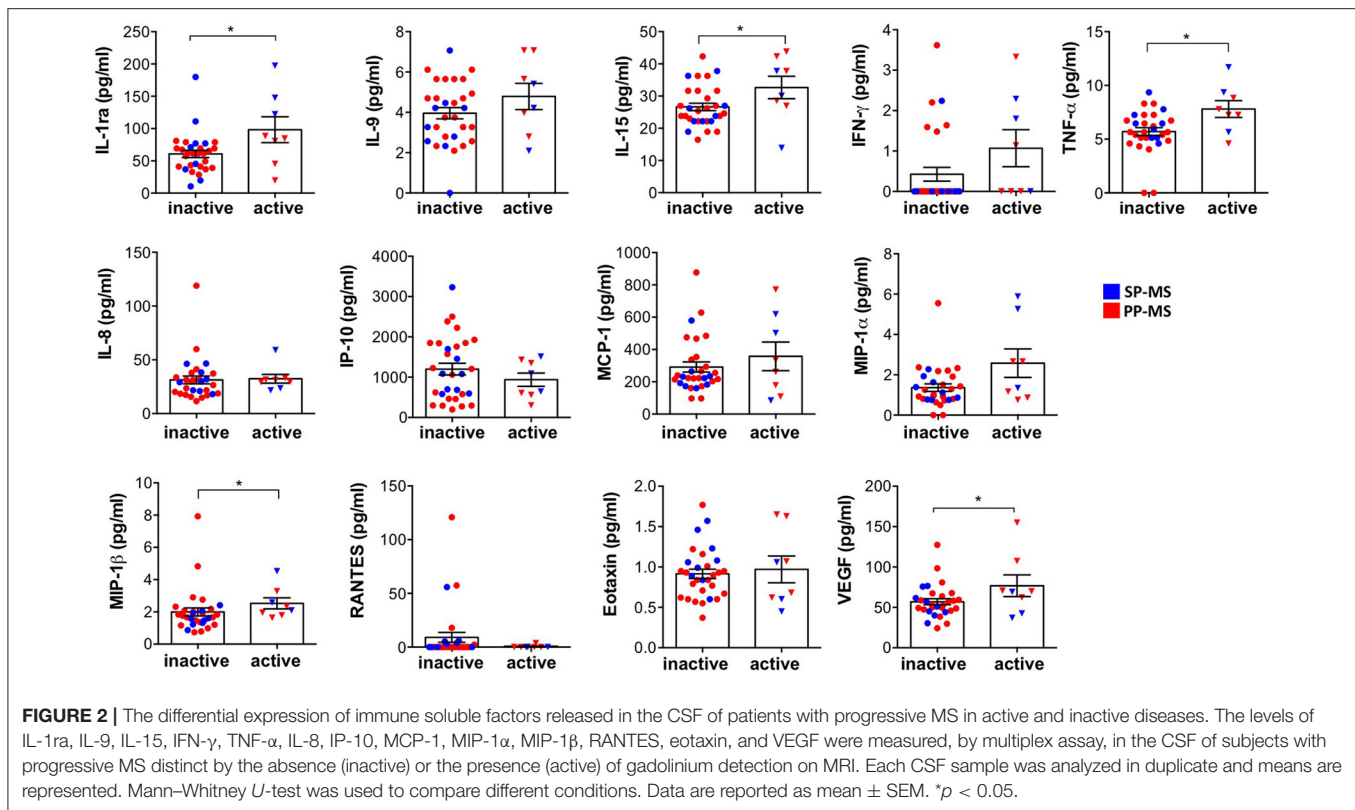 IL-1ra (pg/ml)
250
200
150
100
50
0
*
inactive active
IL-9 (pg/ml)
8
6
4
2
0
inactive active
IL-15 (pg/ml)
50
40
30
20
10
0
*
inactive active
IFN-γ (pg/ml)
4
3
2
1
0
inactive active
TNF-α (pg/ml)
15
10
5
0
*
inactive active
IL-8 (pg/ml)
150
100
50
0
inactive active
IP-10 (pg/ml)
4000
3000
2000
1000
0
inactive active
MCP-1 (pg/ml)
1000
800
600
400
200
0
inactive active
MIP-1α (pg/ml)
8
6
4
2
0
inactive active
SP-MS
PP-MS
MIP-1β (pg/ml)
10
8
6
4
2
0
*
inactive active
RANTES (pg/ml)
150
100
50
0
inactive active
Eotaxin (pg/ml)
2.0
1.5
1.0
0.5
0.0
inactive active
VEGF (pg/ml)
200
150
100
50
0
*
inactive active
FIGURE 2 | The differential expression of immune soluble factors released in the CSF of patients with progressive MS in active and inactive diseases. The levels of
IL-1ra, IL-9, IL-15, IFN-γ, TNF-α, IL-8, IP-10, MCP-1, MIP-1α, MIP-1β, RANTES, eotaxin, and VEGF were measured, by multiplex assay, in the CSF of subjects with
progressive MS distinct by the absence (inactive) or the presence (active) of gadolinium detection on MRI. Each CSF sample was analyzed in duplicate and means are
represented. Mann–Whitney U-test was used to compare different conditions. Data are reported as mean ± SEM. *p < 0.05.